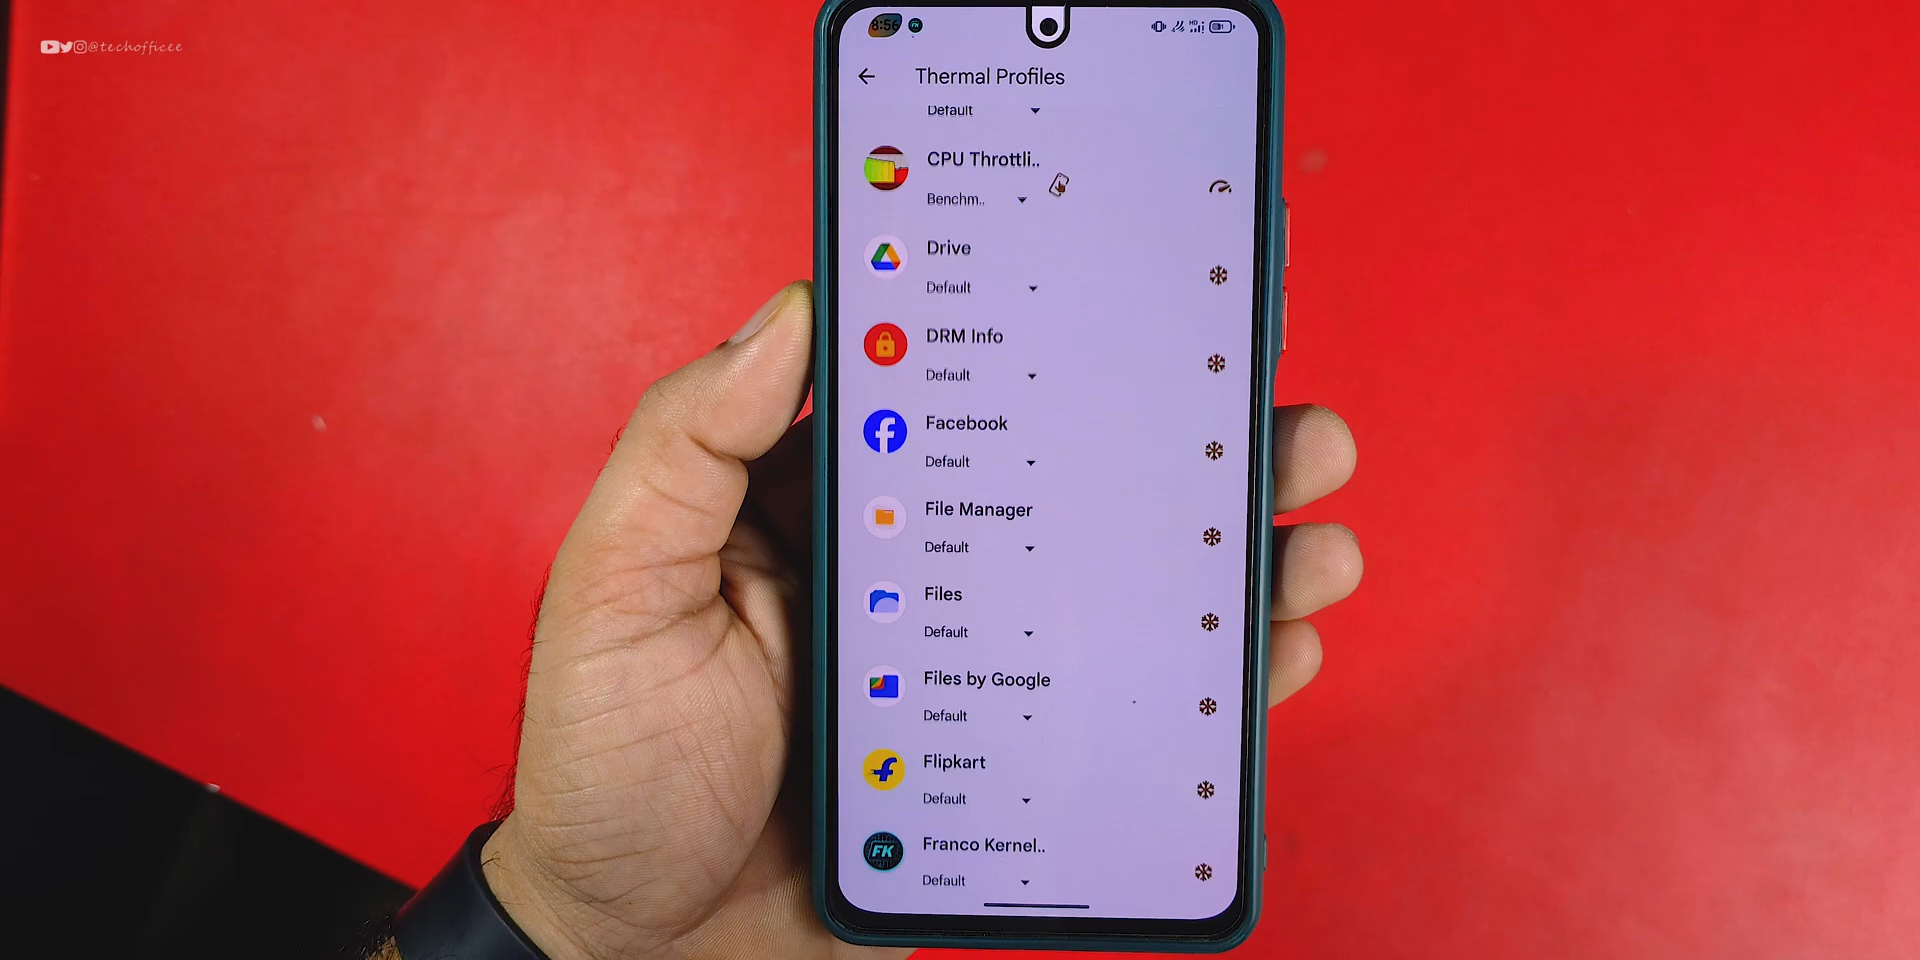 @techofficee
8:56
Thermal Profiles
Default
CPU Throttli..
Benchm..
Drive
Default
DRM Info
Default
Facebook
Default
File Manager
Default
Files
Default
Files by Google
Default
Flipkart
Default
FK
Franco Kernel..
Default